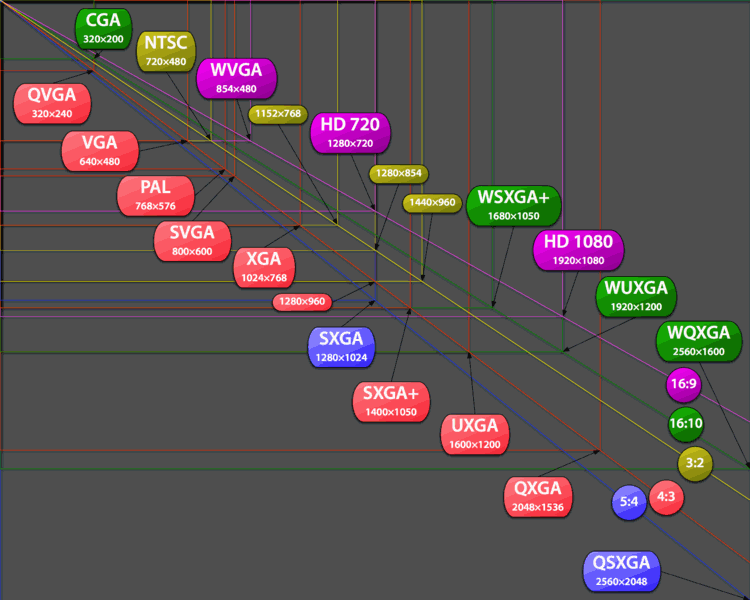 CGA
320×200
NTSC
720×480
WVGA
854×480
QVGA
320×240
1152×768
HD 720
1280×720
VGA
640×480
1280×854
PAL
768×576
1440×960
WSXGA+
1680×1050
SVGA
800×600
HD 1080
1920×1080
XGA
1024×768
WUXGA
1920×1200
1280×960
WQXGA
2560×1600
SXGA
1280×1024
16:9
SXGA+
1400×1050
16:10
UXGA
1600×1200
3:2
QXGA
2048×1536
5:4
4:3
QSXGA
2560×2048